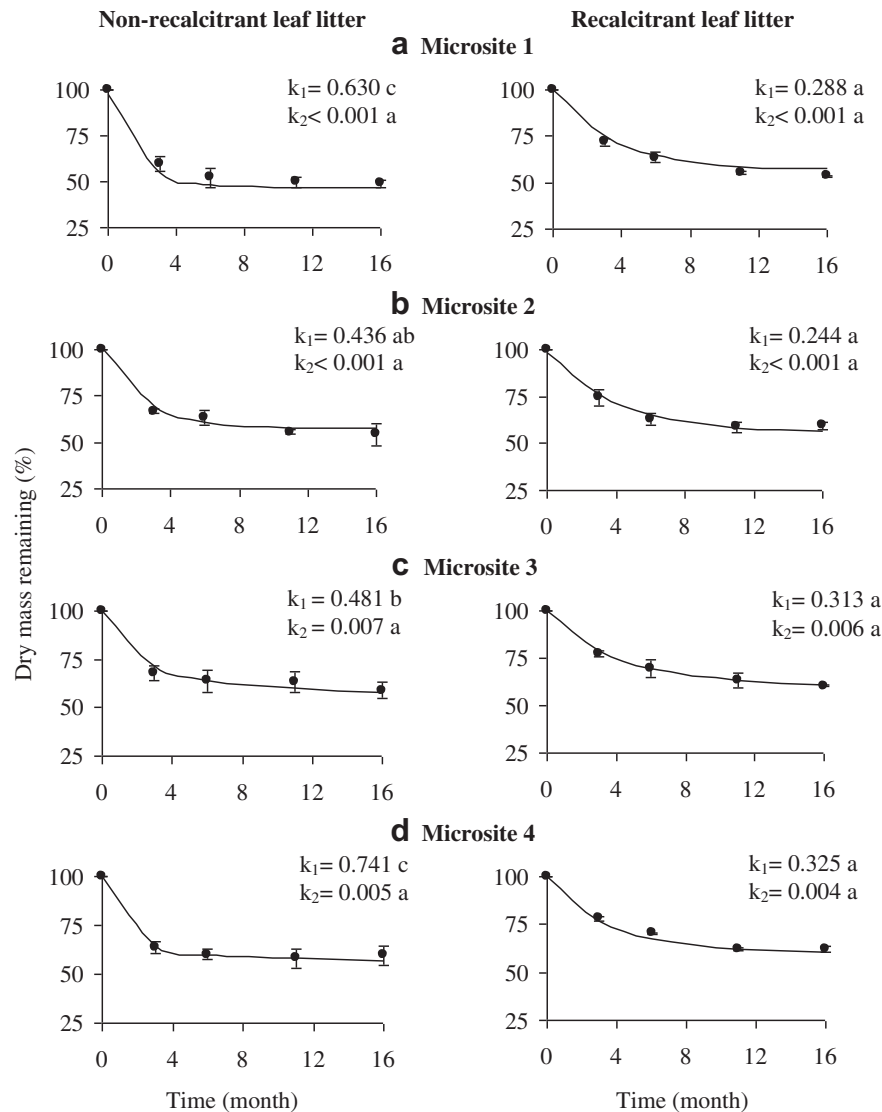 Non-recalcitrant leaf litter Recalcitrant leaf litter
a Microsite 1
100 k₁= 0.630 c 100 k₁= 0.288 a
k₂< 0.001 a k₂< 0.001 a
75 75
50 50
25 25
0 4 8 12 16 0 4 8 12 16
b Microsite 2
100 k₁= 0.436 ab 100 k₁= 0.244 a
k₂< 0.001 a k₂< 0.001 a
75 75
50 50
25 25
0 4 8 12 16 0 4 8 12 16
Dry mass remaining (%)
c Microsite 3
100 k₁ = 0.481 b 100 k₁= 0.313 a
k₂ = 0.007 a k₂= 0.006 a
75 75
50 50
25 25
0 4 8 12 16 0 4 8 12 16
d Microsite 4
100 k₁= 0.741 c 100 k₁= 0.325 a
k₂= 0.005 a k₂= 0.004 a
75 75
50 50
25 25
0 4 8 12 16 0 4 8 12 16
Time (month) Time (month)